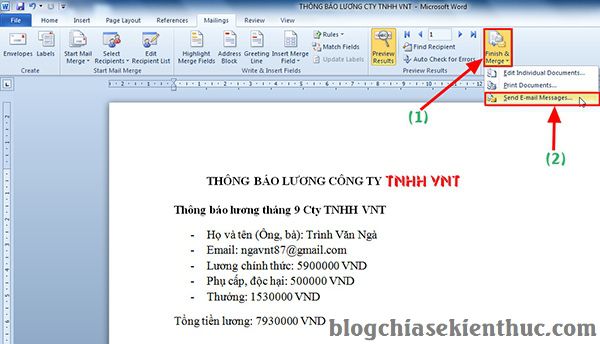 THÔNG BÁO LƯƠNG CTY TNHH VNT - Microsoft Word
File Home Insert Page Layout References Mailings Review View
Envelopes Labels
Create
Start Mail Merge Select Recipients Edit Recipient List
Start Mail Merge
Highlight Merge Fields Address Block Greeting Line Insert Merge Field
Rules
Match Fields
Update Labels
Write & Insert Fields
Preview Results
1
Find Recipient
Auto Check for Errors
Preview Results
Finish & Merge
Edit Individual Documents...
Print Documents...
Send E-mail Messages...
(1)
(2)
THÔNG BÁO LƯƠNG CÔNG TY TNHH VNT
Thông báo lương tháng 9 Cty TNHH VNT
- Họ và tên (Ông, bà): Trịnh Văn Ngà
- Email: ngavnt87@gmail.com
- Lương chính thức: 5900000 VND
- Phụ cấp, độc hại: 500000 VND
- Thưởng: 1530000 VND
Tổng tiền lương: 7930000 VND
blogchiasekienthuc.com